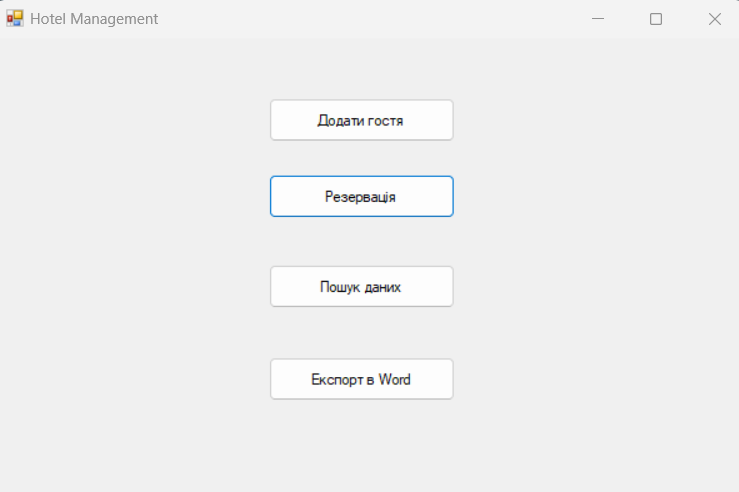 Hotel Management
Додати гостя
Резервація
Пошук даних
Експорт в Word